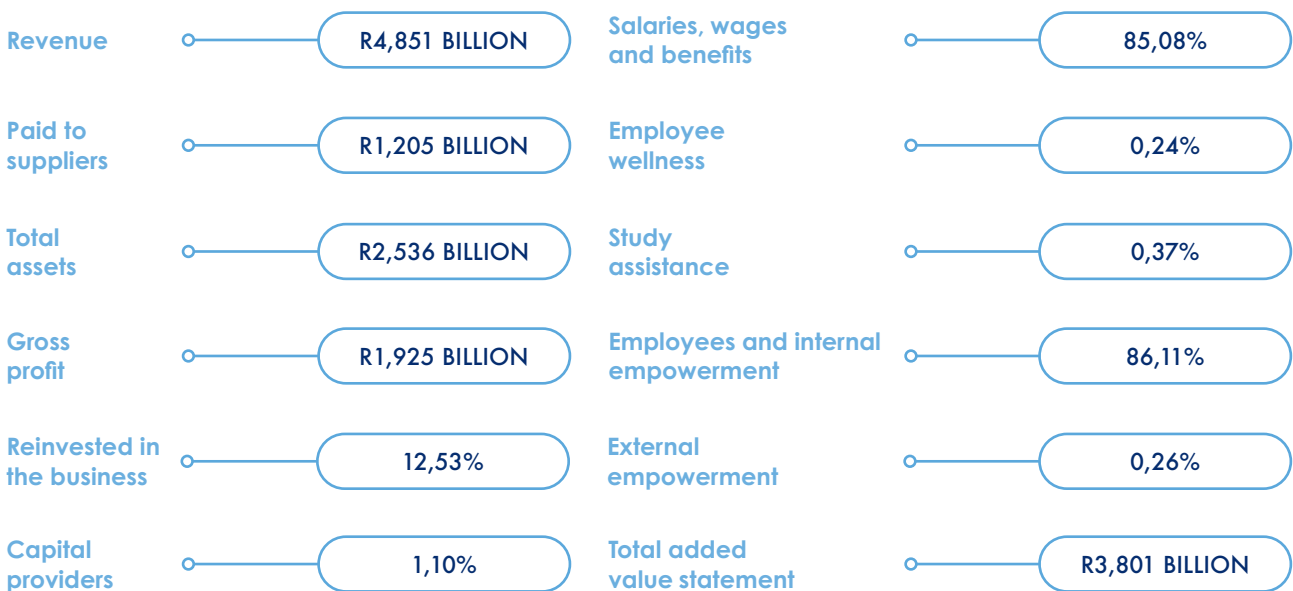 Revenue
R4,851 BILLION
Paid to
suppliers
R1,205 BILLION
Total
assets
R2,536 BILLION
Gross
profit
R1,925 BILLION
Reinvested in
the business
12,53%
Capital
providers
1,10%
Salaries, wages
and benefits
85,08%
Employee
wellness
0,24%
Study
assistance
0,37%
Employees and internal
empowerment
86,11%
External
empowerment
0,26%
Total added
value statement
R3,801 BILLION